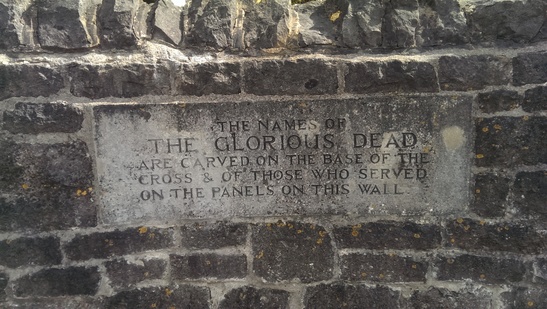 THE NAMES OF
THE GLORIOUS DEAD
ARE CARVED ON THE BASE OF THE
CROSS & OF THOSE WHO SERVED
ON THE PANELS ON THIS WALL.